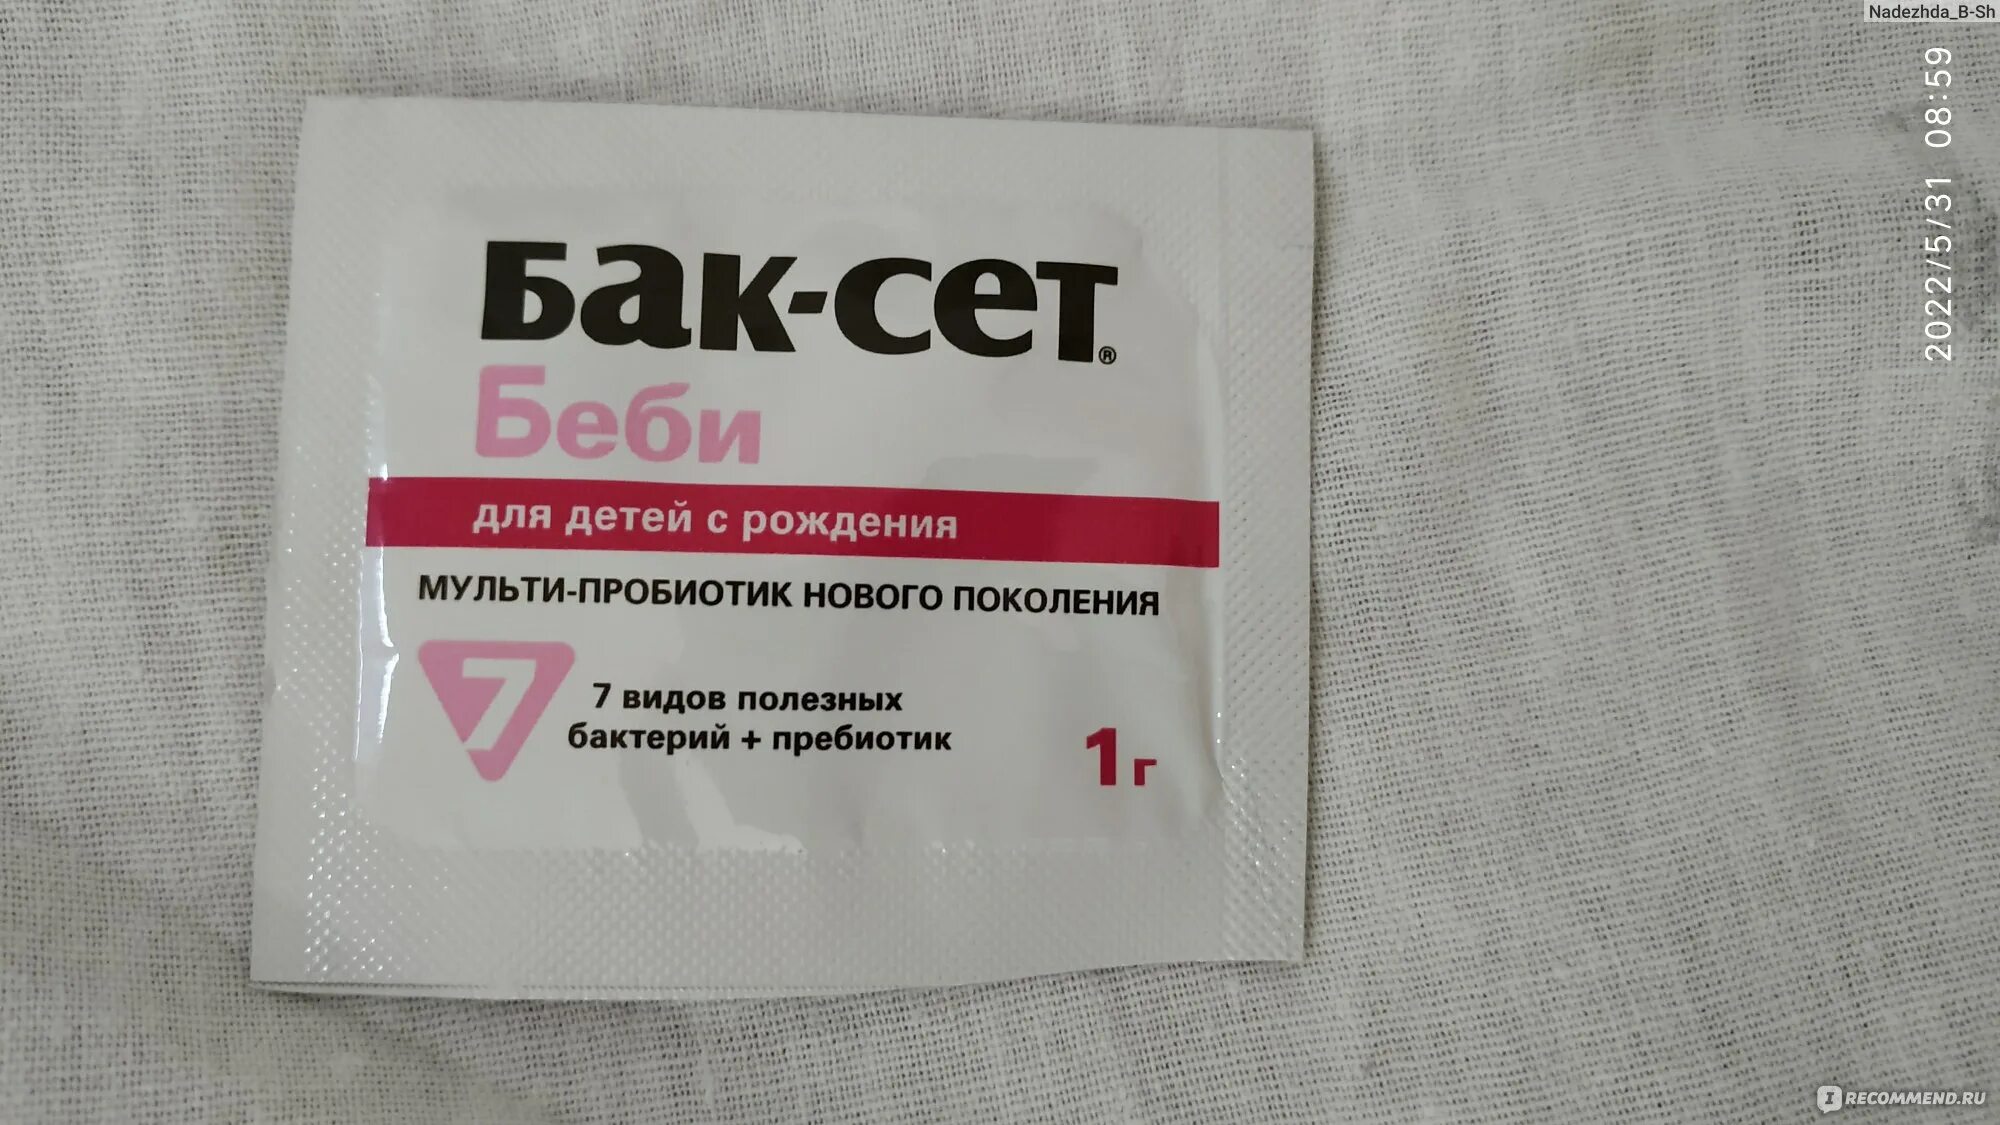 Nadezhda_B-Sh
2022/5/31 08:59
Бак-сет®
Беби
для детей с рождения
МУЛЬТИ-ПРОБИОТИК НОВОГО ПОКОЛЕНИЯ
7
7 видов полезных
бактерий + пребиотик
1 г
I RECOMMEND.RU